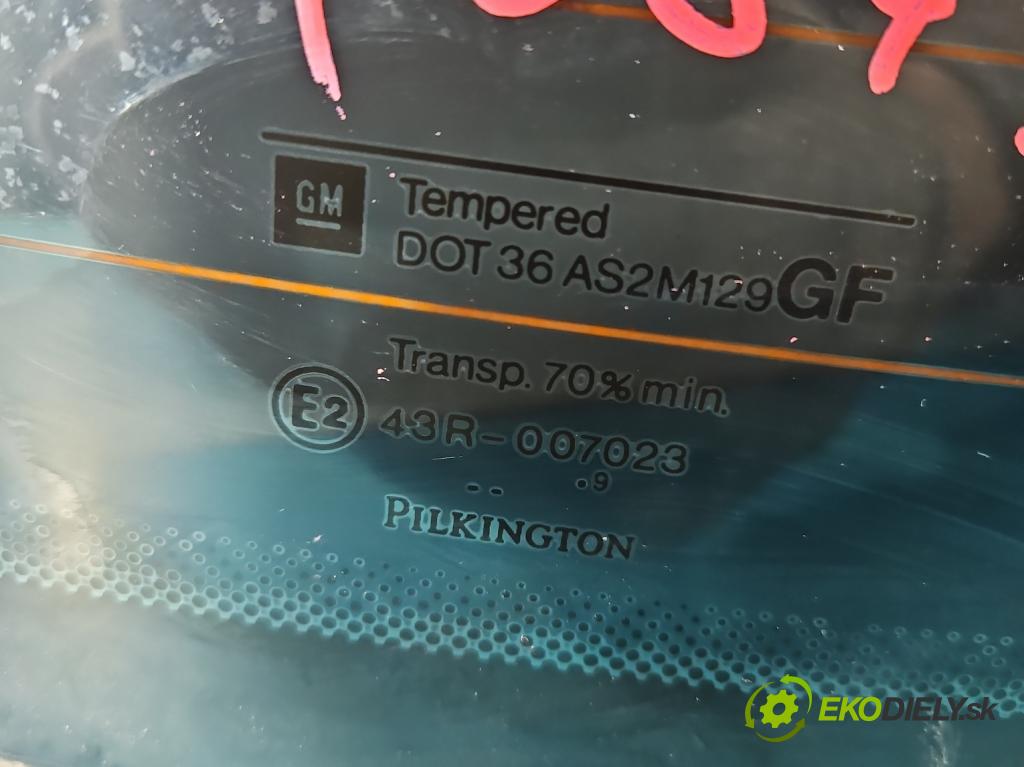 GM
Tempered
DOT 36 AS2M129GF
Transp. 70% min.
E2
43R-007023
-- .9
PILKINGTON
EKODIELY.sk